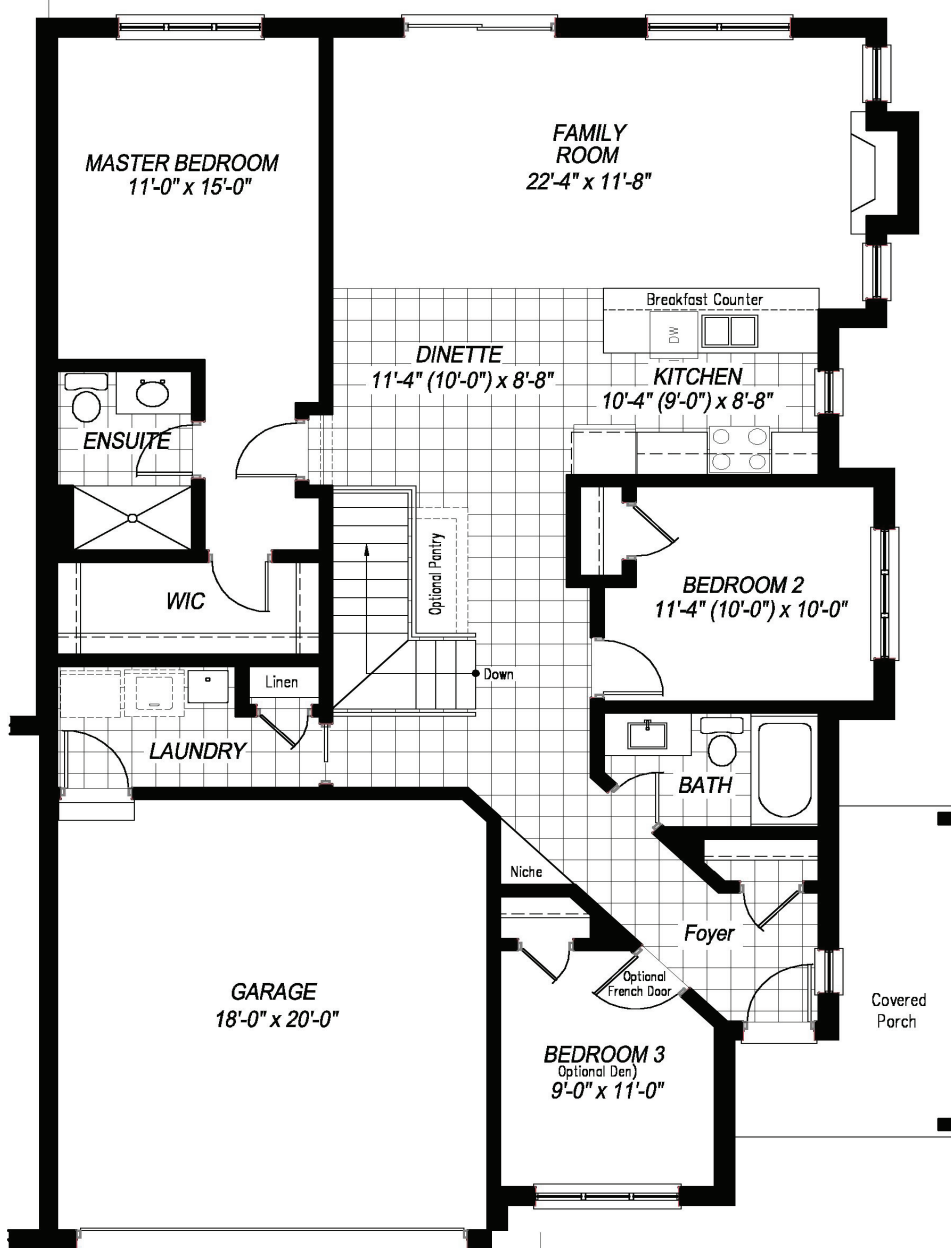 MASTER BEDROOM
11'-0" x 15'-0"
FAMILY
ROOM
22'-4" x 11'-8"
Breakfast Counter
DW
DINETTE
11'-4" (10'-0") x 8'-8"
KITCHEN
10'-4" (9'-0") x 8'-8"
ENSUITE
Optional Pantry
BEDROOM 2
11'-4" (10'-0") x 10'-0"
WIC
Down
Linen
LAUNDRY
BATH
Niche
Foyer
Optional
French Door
GARAGE
18'-0" x 20'-0"
Covered
Porch
BEDROOM 3
Optional Den)
9'-0" x 11'-0"